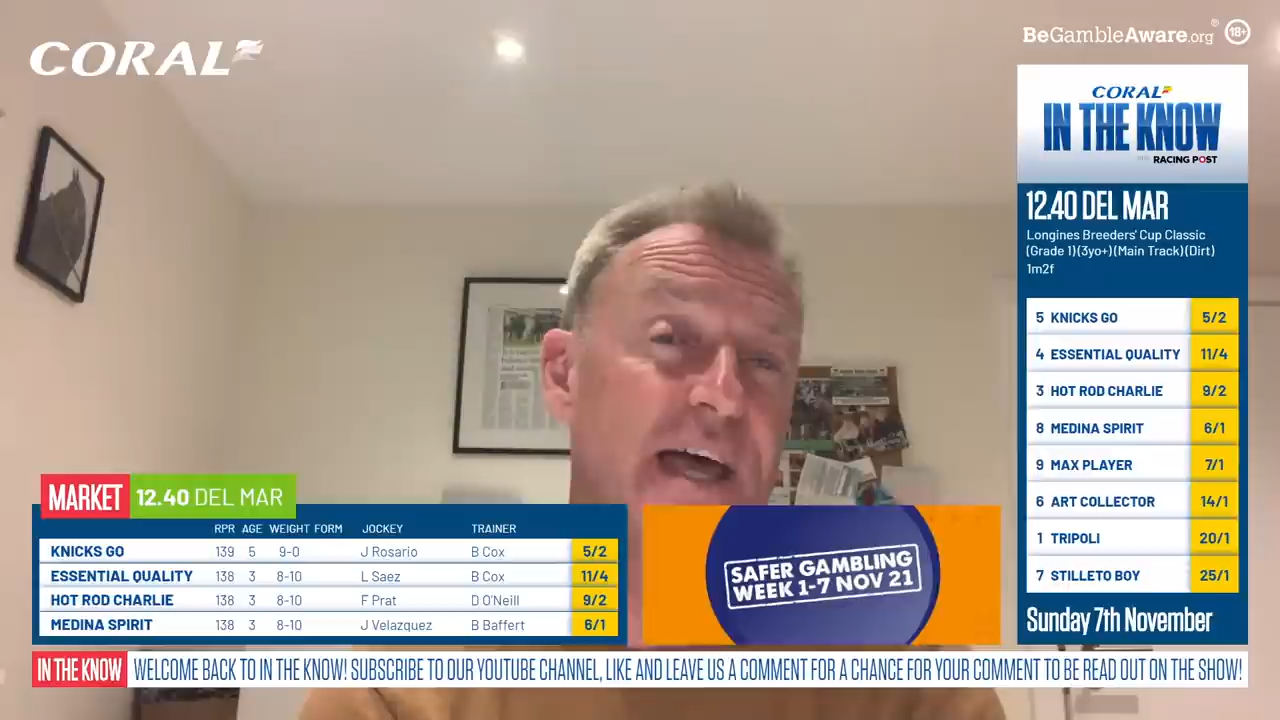 CORAL
BeGambleAware.org® 18+
CORAL
IN THE KNOW
RACING POST
12.40 DEL MAR
Longines Breeders' Cup Classic
(Grade 1)(3yo+)(Main Track)(Dirt)
1m2f
5 KNICKS GO 5/2
4 ESSENTIAL QUALITY 11/4
3 HOT ROD CHARLIE 9/2
8 MEDINA SPIRIT 6/1
9 MAX PLAYER 7/1
6 ART COLLECTOR 14/1
1 TRIPOLI 20/1
7 STILLETO BOY 25/1
Sunday 7th November
MARKET 12.40 DEL MAR
RPR AGE WEIGHT FORM JOCKEY TRAINER
KNICKS GO 139 5 9-0 J Rosario B Cox 5/2
ESSENTIAL QUALITY 138 3 8-10 L Saez B Cox 11/4
HOT ROD CHARLIE 138 3 8-10 F Prat D O'Neill 9/2
MEDINA SPIRIT 138 3 8-10 J Velazquez B Baffert 6/1
SAFER GAMBLING
WEEK 1-7 NOV 21
IN THE KNOW WELCOME BACK TO IN THE KNOW! SUBSCRIBE TO OUR YOUTUBE CHANNEL, LIKE AND LEAVE US A COMMENT FOR A CHANCE FOR YOUR COMMENT TO BE READ OUT ON THE SHOW!